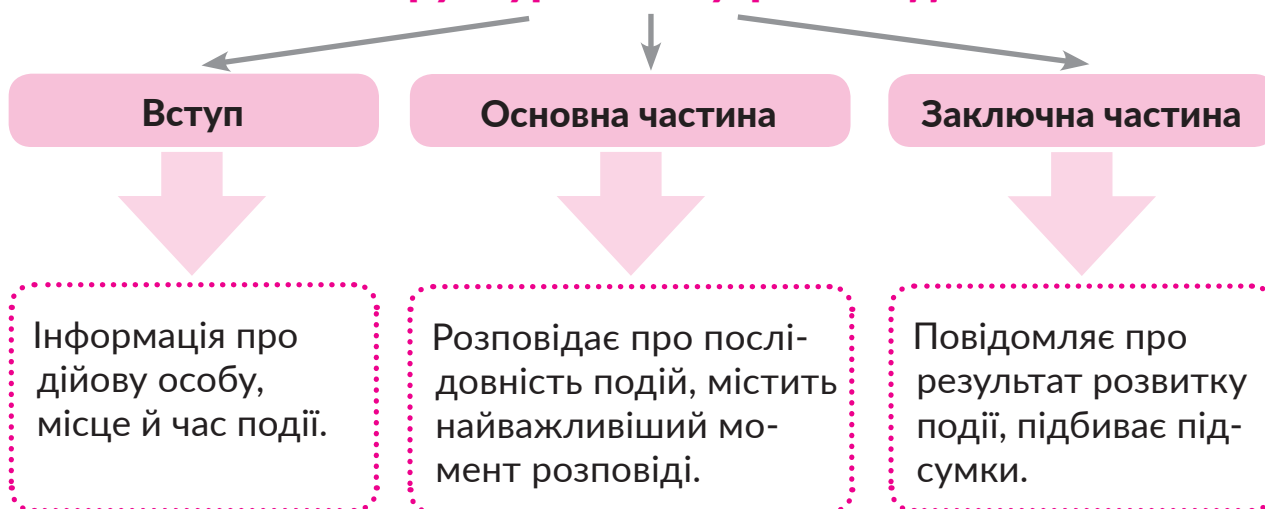 Вступ
Основна частина
Заключна частина
Інформація про
дійову особу,
місце й час події.
Розповідає про послі-
довність подій, містить
найважливіший мо-
мент розповіді.
Повідомляє про
результат розвитку
події, підбиває під-
сумки.